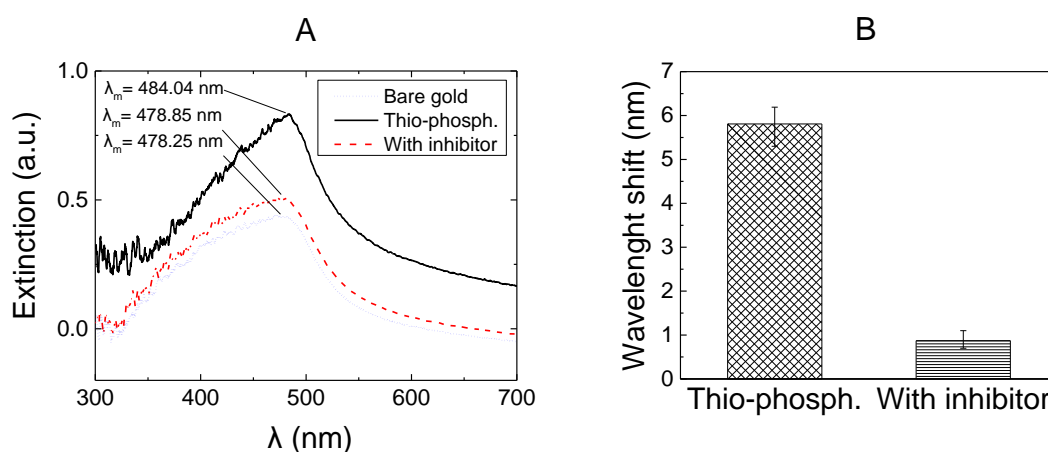 A
Extinction (a.u.)
1.0
0.5
0.0
λm= 484.04 nm
λm= 478.85 nm
λm= 478.25 nm
Bare gold
Thio-phosph.
With inhibitor
300 400 500 600 700
λ (nm)
B
Wavelenght shift (nm)
7
6
5
4
3
2
1
0
Thio-phosph. With inhibitor